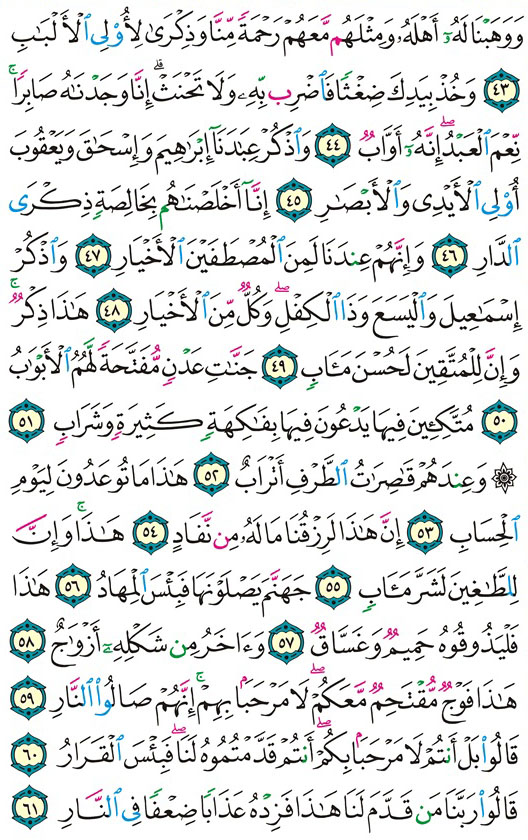 وَوَهَبْنَا لَهُۥٓ أَهْلَهُۥ وَمِثْلَهُم مَّعَهُمْ رَحْمَةً مِّنَّا وَذِكْرَىٰ لِأُو۟لِى ٱلْأَلْبَٰبِ
٤٣ وَخُذْ بِيَدِكَ ضِغْثًا فَٱضْرِب بِّهِۦ وَلَا تَحْنَثْ ۗ إِنَّا وَجَدْنَٰهُ صَابِرًا ۚ
نِّعْمَ ٱلْعَبْدُ ۖ إِنَّهُۥٓ أَوَّابٌ ٤٤ وَٱذْكُرْ عِبَٰدَنَآ إِبْرَٰهِيمَ وَإِسْحَٰقَ وَيَعْقُوبَ
أُو۟لِى ٱلْأَيْدِى وَٱلْأَبْصَٰرِ ٤٥ إِنَّآ أَخْلَصْنَٰهُم بِخَالِصَةٍ ذِكْرَى
ٱلدَّارِ ٤٦ وَإِنَّهُمْ عِندَنَا لَمِنَ ٱلْمُصْطَفَيْنَ ٱلْأَخْيَارِ ٤٧ وَٱذْكُرْ
إِسْمَٰعِيلَ وَٱلْيَسَعَ وَذَا ٱلْكِفْلِ ۖ وَكُلٌّ مِّنَ ٱلْأَخْيَارِ ٤٨ هَٰذَا ذِكْرٌ ۚ
وَإِنَّ لِلْمُتَّقِينَ لَحُسْنَ مَـَٔابٍ ٤٩ جَنَّٰتِ عَدْنٍ مُّفَتَّحَةً لَّهُمُ ٱلْأَبْوَٰبُ
٥٠ مُتَّكِـِٔينَ فِيهَا يَدْعُونَ فِيهَا بِفَٰكِهَةٍ كَثِيرَةٍ وَشَرَابٍ ٥١
۞ وَعِندَهُمْ قَٰصِرَٰتُ ٱلطَّرْفِ أَتْرَابٌ ٥٢ هَٰذَا مَا تُوعَدُونَ لِيَوْمِ
ٱلْحِسَابِ ٥٣ إِنَّ هَٰذَا لَرِزْقُنَا مَا لَهُۥ مِن نَّفَادٍ ٥٤ هَٰذَا ۚ وَإِنَّ
لِلطَّٰغِينَ لَشَرَّ مَـَٔابٍ ٥٥ جَهَنَّمَ يَصْلَوْنَهَا فَبِئْسَ ٱلْمِهَادُ ٥٦ هَٰذَا
فَلْيَذُوقُوهُ حَمِيمٌ وَغَسَّاقٌ ٥٧ وَءَاخَرُ مِن شَكْلِهِۦٓ أَزْوَٰجٌ ٥٨
هَٰذَا فَوْجٌ مُّقْتَحِمٌ مَّعَكُمْ ۖ لَا مَرْحَبًۢا بِهِمْ ۚ إِنَّهُمْ صَالُوا۟ ٱلنَّارِ ٥٩
قَالُوا۟ بَلْ أَنتُمْ لَا مَرْحَبًۢا بِكُمْ ۖ أَنتُمْ قَدَّمْتُمُوهُ لَنَا ۖ فَبِئْسَ ٱلْقَرَارُ ٦٠
قَالُوا۟ رَبَّنَا مَن قَدَّمَ لَنَا هَٰذَا فَزِدْهُ عَذَابًا ضِعْفًا فِى ٱلنَّارِ ٦١